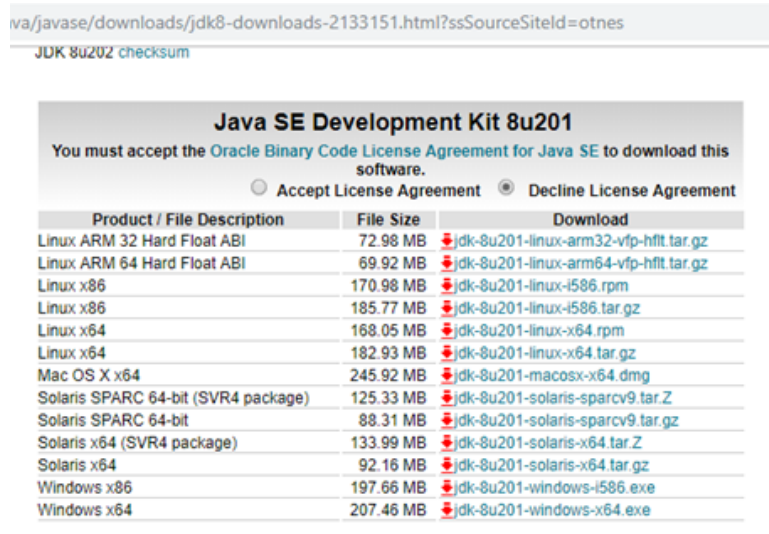 va/javase/downloads/jdk8-downloads-2133151.html?ssSourceSiteId=otnes
JDK 8u202 checksum
Java SE Development Kit 8u201
You must accept the Oracle Binary Code License Agreement for Java SE to download this
software.
Accept License Agreement Decline License Agreement
Product / File Description File Size Download
Linux ARM 32 Hard Float ABI 72.98 MB jdk-8u201-linux-arm32-vfp-hflt.tar.gz
Linux ARM 64 Hard Float ABI 69.92 MB jdk-8u201-linux-arm64-vfp-hflt.tar.gz
Linux x86 170.98 MB jdk-8u201-linux-i586.rpm
Linux x86 185.77 MB jdk-8u201-linux-i586.tar.gz
Linux x64 168.05 MB jdk-8u201-linux-x64.rpm
Linux x64 182.93 MB jdk-8u201-linux-x64.tar.gz
Mac OS X x64 245.92 MB jdk-8u201-macosx-x64.dmg
Solaris SPARC 64-bit (SVR4 package) 125.33 MB jdk-8u201-solaris-sparcv9.tar.Z
Solaris SPARC 64-bit 88.31 MB jdk-8u201-solaris-sparcv9.tar.gz
Solaris x64 (SVR4 package) 133.99 MB jdk-8u201-solaris-x64.tar.Z
Solaris x64 92.16 MB jdk-8u201-solaris-x64.tar.gz
Windows x86 197.66 MB jdk-8u201-windows-i586.exe
Windows x64 207.46 MB jdk-8u201-windows-x64.exe